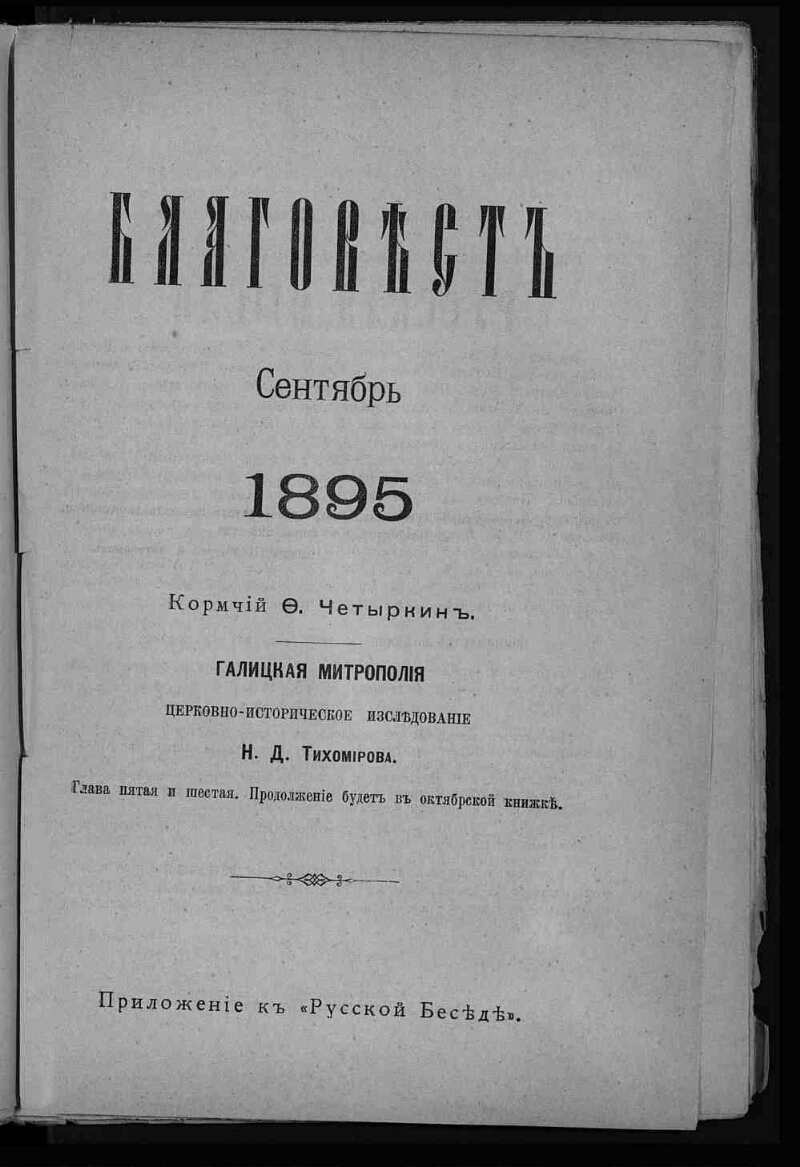 БЛАГОВѢСТЪ
Сентябрь
1895
Кормчій Ѳ. Четыркинъ.
ГАЛИЦКАЯ МИТРОПОЛІЯ
ЦЕРКОВНО-ИСТОРИЧЕСКОЕ ИЗСЛѢДОВАНІЕ
Н. Д. Тихомірова.
Глава пятая и шестая. Продолженіе будетъ въ октябрской книжкѣ.
Приложеніе къ «Русской Бесѣдѣ».